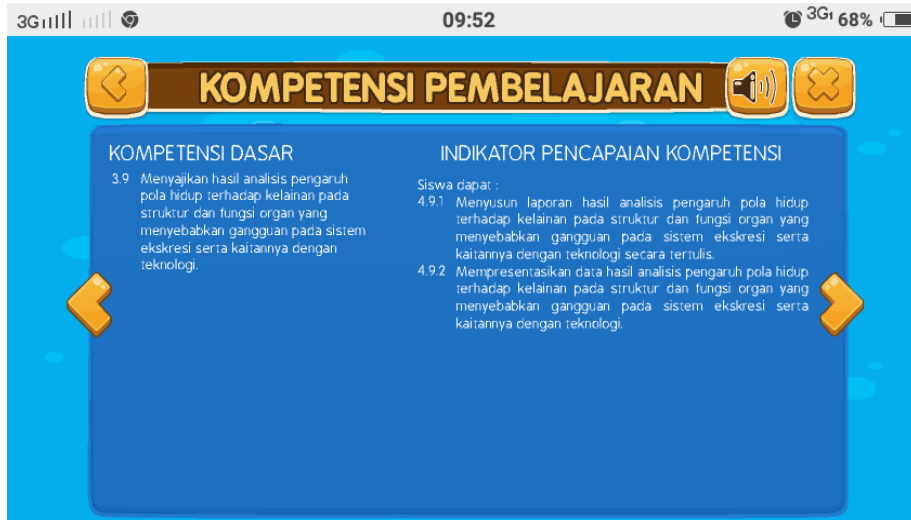 3G
09:52
3G
68%
KOMPETENSI PEMBELAJARAN
KOMPETENSI DASAR
3.9 Menyajikan hasil analisis pengaruh
pola hidup terhadap kelainan pada
struktur dan fungsi organ yang
menyebabkan gangguan pada sistem
ekskresi serta kaitannya dengan
teknologi.
INDIKATOR PENCAPAIAN KOMPETENSI
Siswa dapat :
4.9.1 Menyusun laporan hasil analisis pengaruh pola hidup
terhadap kelainan pada struktur dan fungsi organ yang
menyebabkan gangguan pada sistem ekskresi serta
kaitannya dengan teknologi secara tertulis.
4.9.2 Mempresentasikan data hasil analisis pengaruh pola hidup
terhadap kelainan pada struktur dan fungsi organ yang
menyebabkan gangguan pada sistem ekskresi serta
kaitannya dengan teknologi.